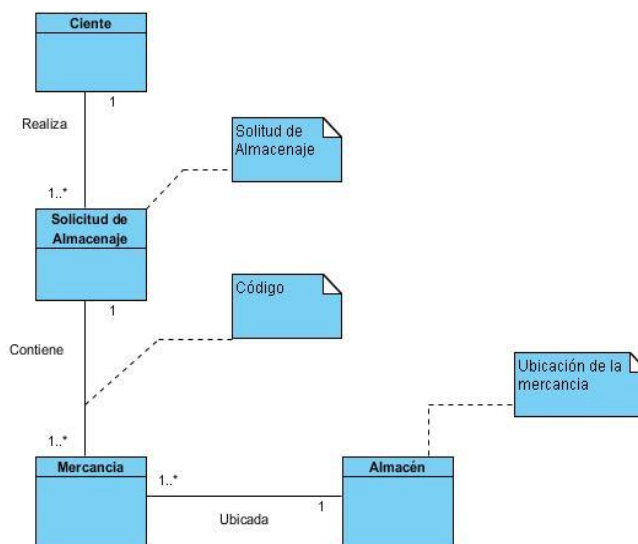 Ciente
1
Realiza
Solitud de
Almacenaje
1..*
Solicitud de
Almacenaje
1
Código
Contiene
Ubicación de la
mercancia
1..*
Mercancia
1..*
Almacén
1
Ubicada